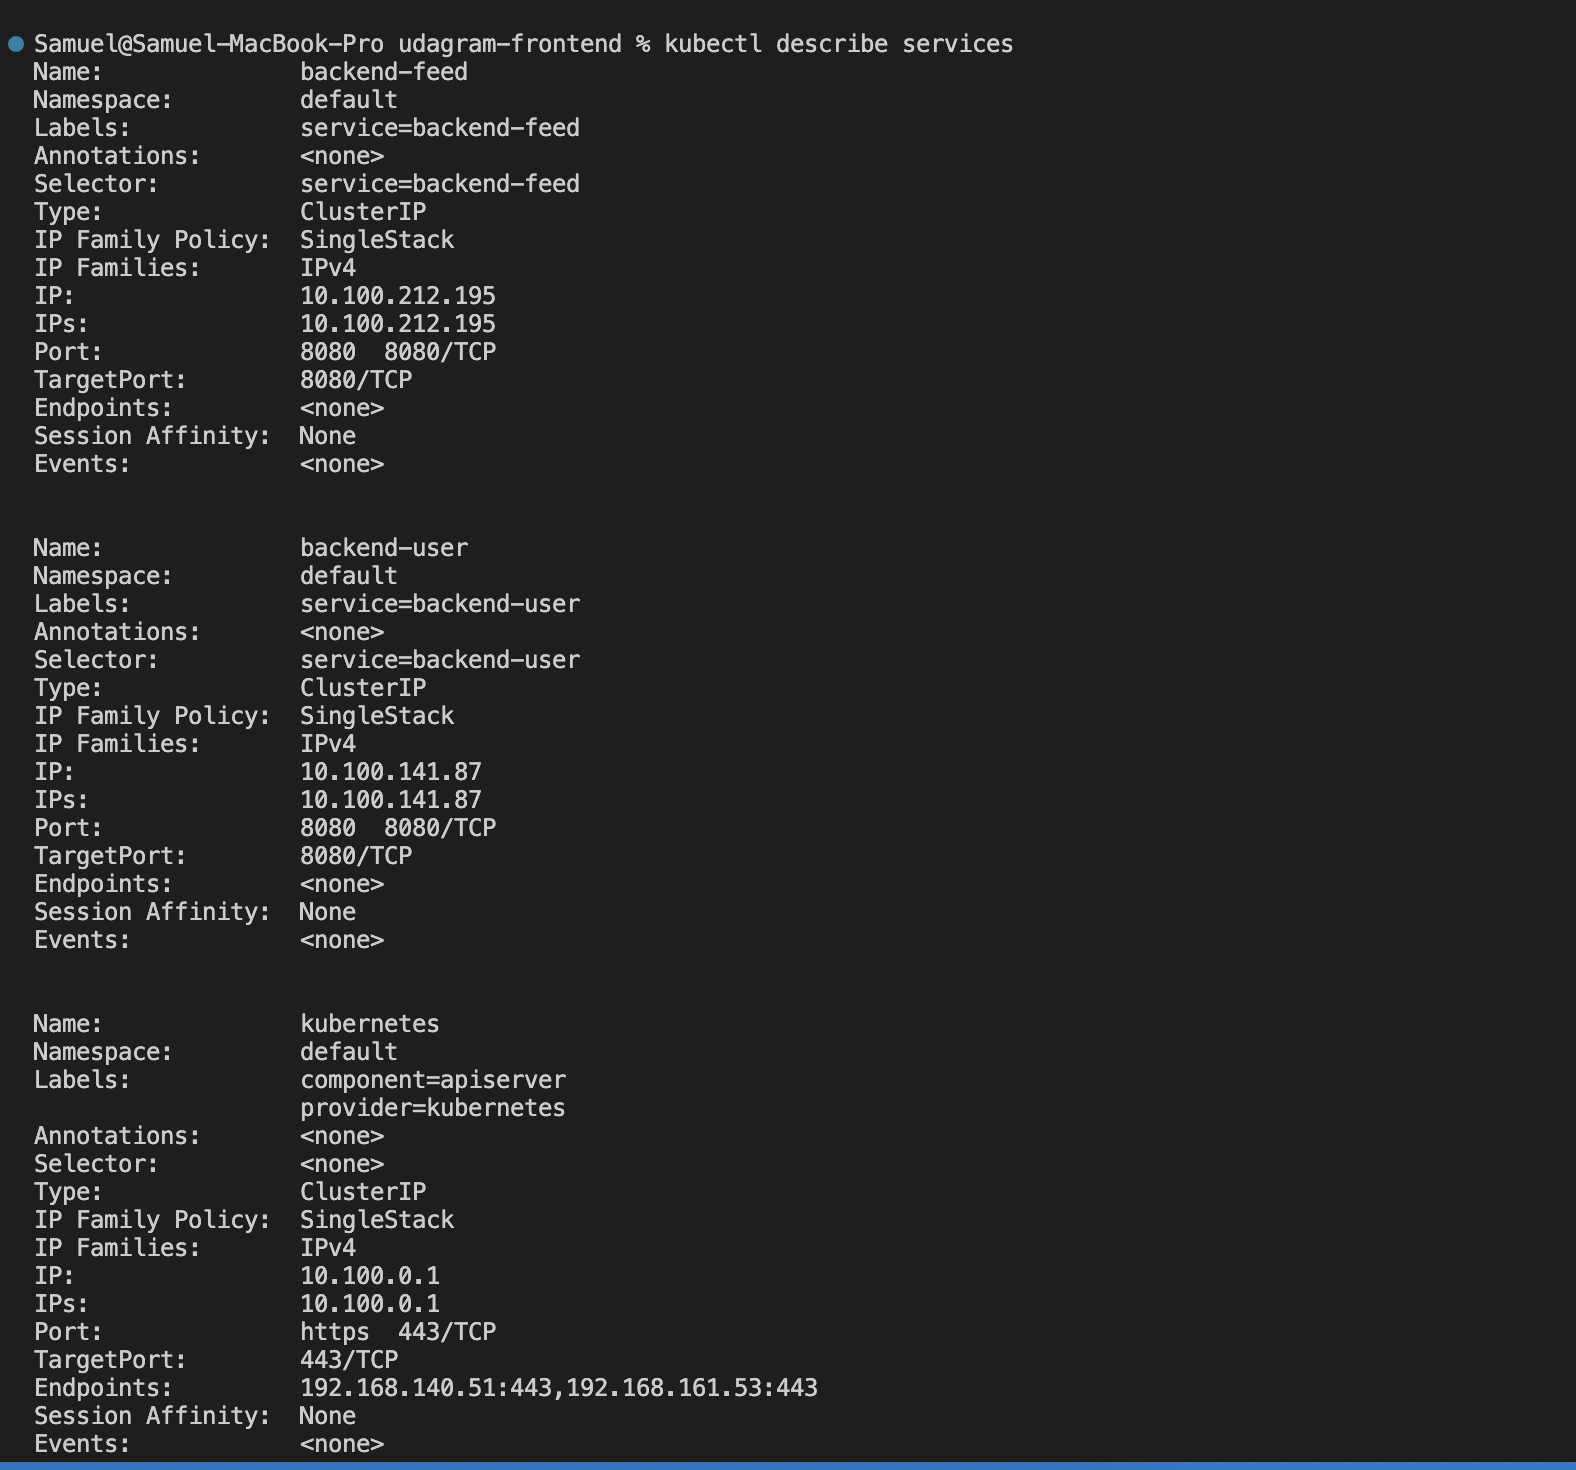 Samuel@Samuel-MacBook-Pro udagram-frontend % kubectl describe services
Name:              backend-feed
Namespace:         default
Labels:            service=backend-feed
Annotations:       <none>
Selector:          service=backend-feed
Type:              ClusterIP
IP Family Policy:  SingleStack
IP Families:       IPv4
IP:                10.100.212.195
IPs:               10.100.212.195
Port:              8080  8080/TCP
TargetPort:        8080/TCP
Endpoints:         <none>
Session Affinity:  None
Events:            <none>
Name:              backend-user
Namespace:         default
Labels:            service=backend-user
Annotations:       <none>
Selector:          service=backend-user
Type:              ClusterIP
IP Family Policy:  SingleStack
IP Families:       IPv4
IP:                10.100.141.87
IPs:               10.100.141.87
Port:              8080  8080/TCP
TargetPort:        8080/TCP
Endpoints:         <none>
Session Affinity:  None
Events:            <none>
Name:              kubernetes
Namespace:         default
Labels:            component=apiserver
                   provider=kubernetes
Annotations:       <none>
Selector:          <none>
Type:              ClusterIP
IP Family Policy:  SingleStack
IP Families:       IPv4
IP:                10.100.0.1
IPs:               10.100.0.1
Port:              https  443/TCP
TargetPort:        443/TCP
Endpoints:         192.168.140.51:443,192.168.161.53:443
Session Affinity:  None
Events:            <none>